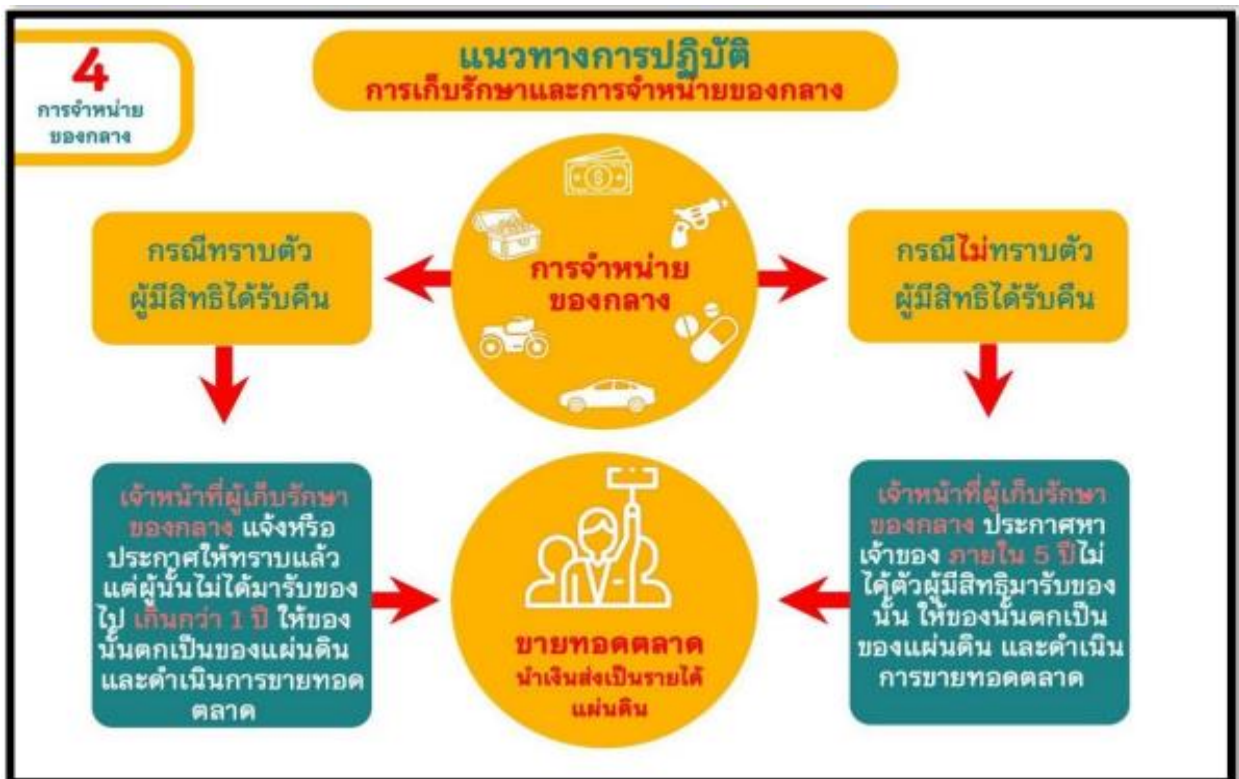 4
การจำหน่าย
ของกลาง
แนวทางการปฏิบัติ
การเก็บรักษาและการจำหน่ายของกลาง
การจำหน่าย
ของกลาง
กรณีทราบตัว
ผู้มีสิทธิได้รับคืน
กรณีไม่ทราบตัว
ผู้มีสิทธิได้รับคืน
เจ้าหน้าที่ผู้เก็บรักษา
ของกลาง แจ้งหรือ
ประกาศให้ทราบแล้ว
แต่ผู้นั้นไม่ได้มารับของ
ไป เกินกว่า 1 ปี ให้ของ
นั้นตกเป็นของแผ่นดิน
และดำเนินการขายทอด
ตลาด
ขายทอดตลาด
นำเงินส่งเป็นรายได้
แผ่นดิน
เจ้าหน้าที่ผู้เก็บรักษา
ของกลาง ประกาศหา
เจ้าของ ภายใน 5 ปีไม่
ได้ตัวผู้มีสิทธิมารับของ
นั้น ให้ของนั้นตกเป็น
ของแผ่นดิน และดำเนิน
การขายทอดตลาด